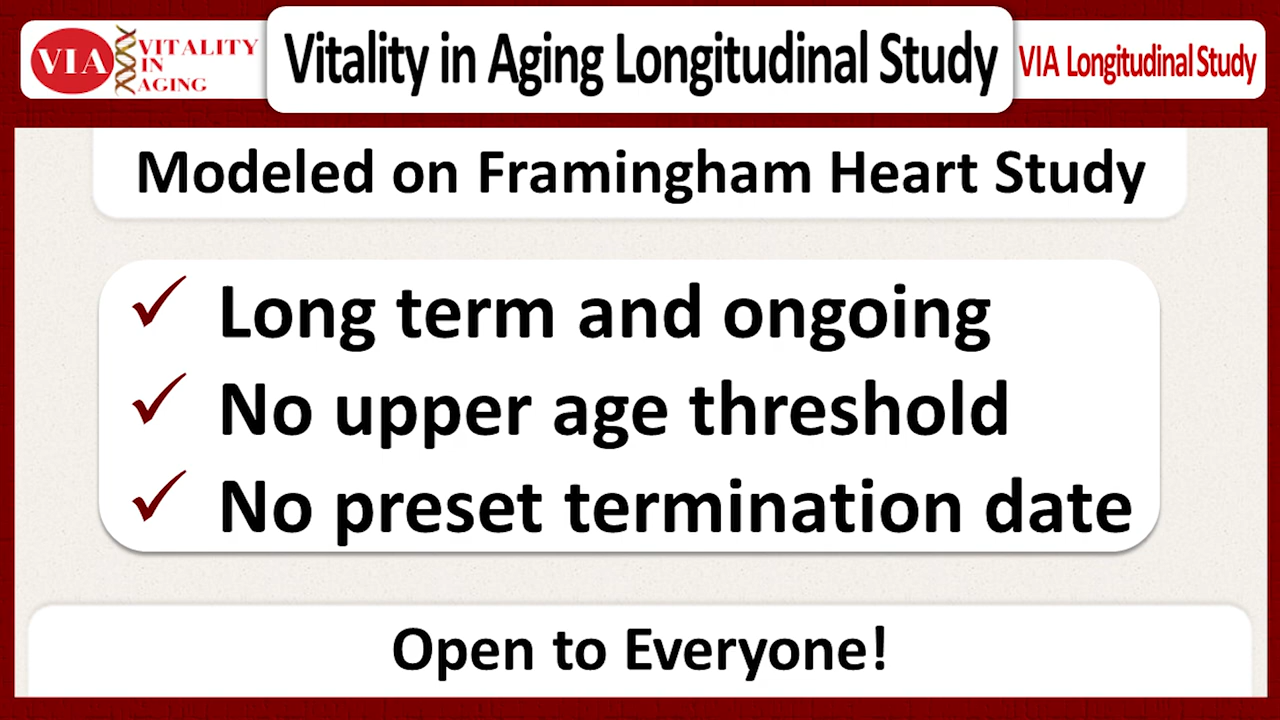 VIA
VITALITY
IN
AGING
Vitality in Aging Longitudinal Study
VIA Longitudinal Study
Modeled on Framingham Heart Study
✓ Long term and ongoing
✓ No upper age threshold
✓ No preset termination date
Open to Everyone!